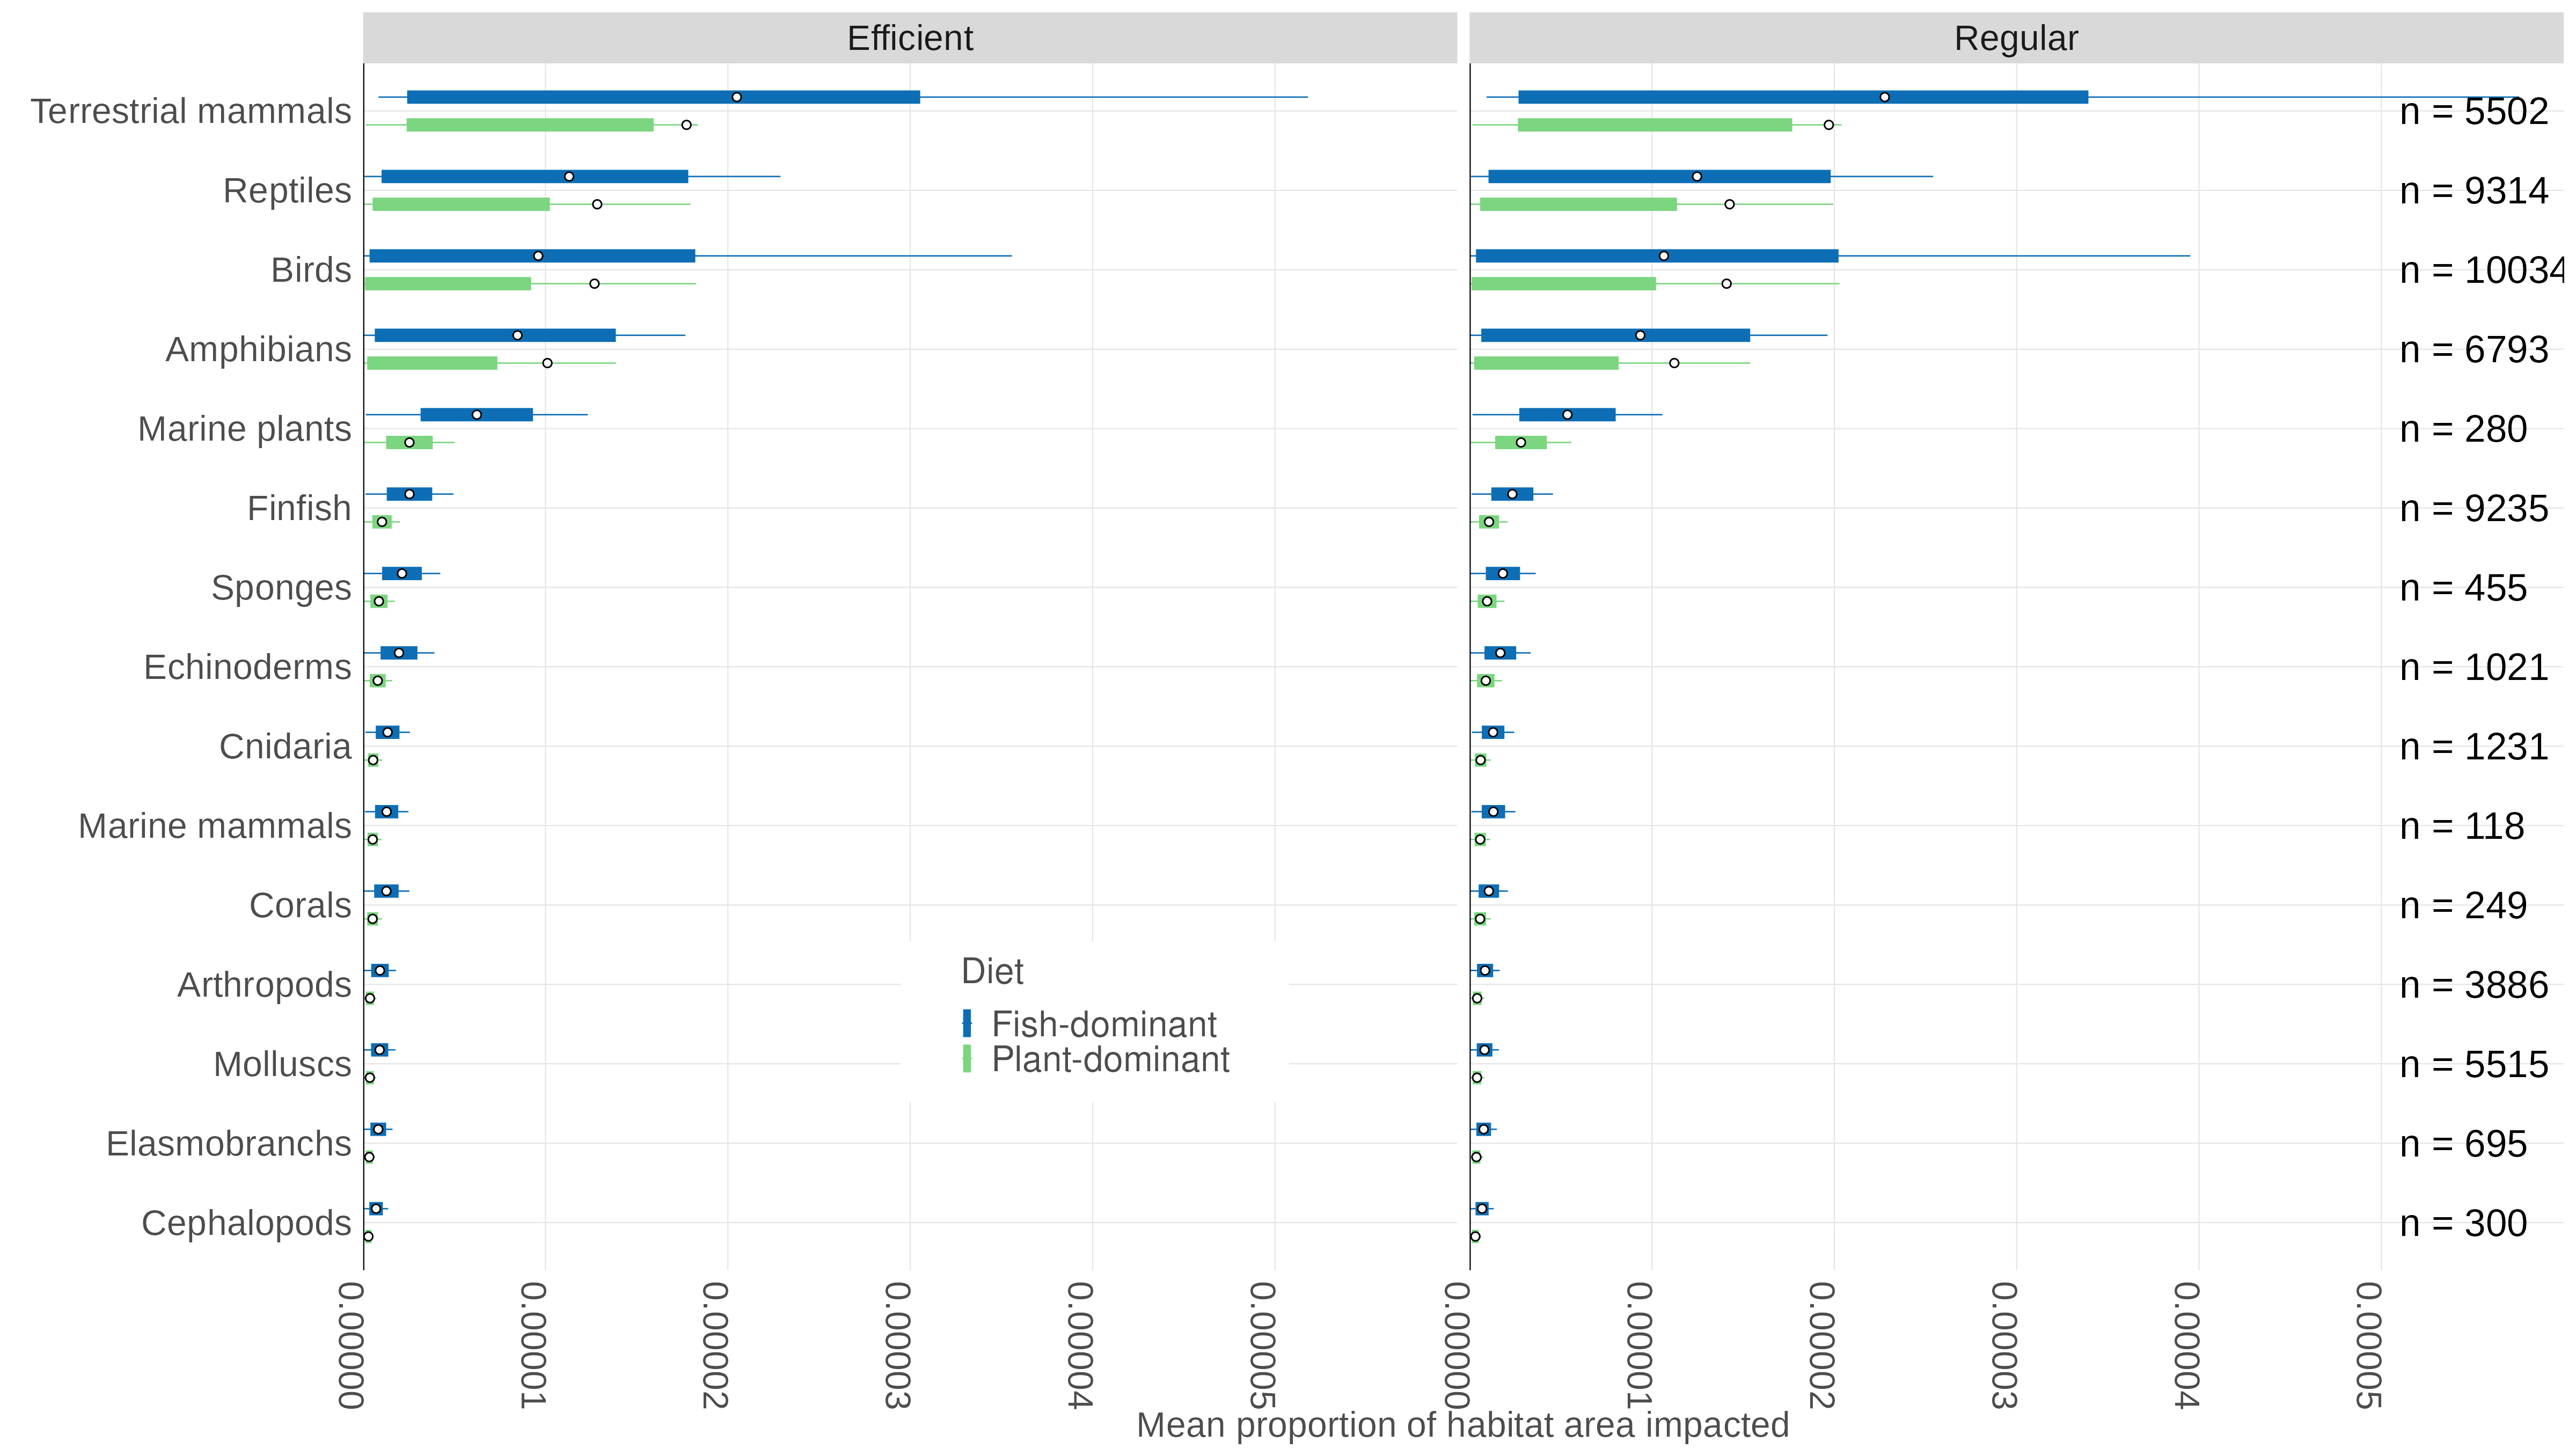 Efficient
Regular
Terrestrial mammals
n = 5502
Reptiles
n = 9314
Birds
n = 10034
Amphibians
n = 6793
Marine plants
n = 280
Finfish
n = 9235
Sponges
n = 455
Echinoderms
n = 1021
Cnidaria
n = 1231
Marine mammals
n = 118
Corals
n = 249
Arthropods
n = 3886
Molluscs
n = 5515
Elasmobranchs
n = 695
Cephalopods
n = 300
Diet
Fish-dominant
Plant-dominant
0.00000
0.00001
0.00002
0.00003
0.00004
0.00005
0.00000
0.00001
0.00002
0.00003
0.00004
0.00005
Mean proportion of habitat area impacted